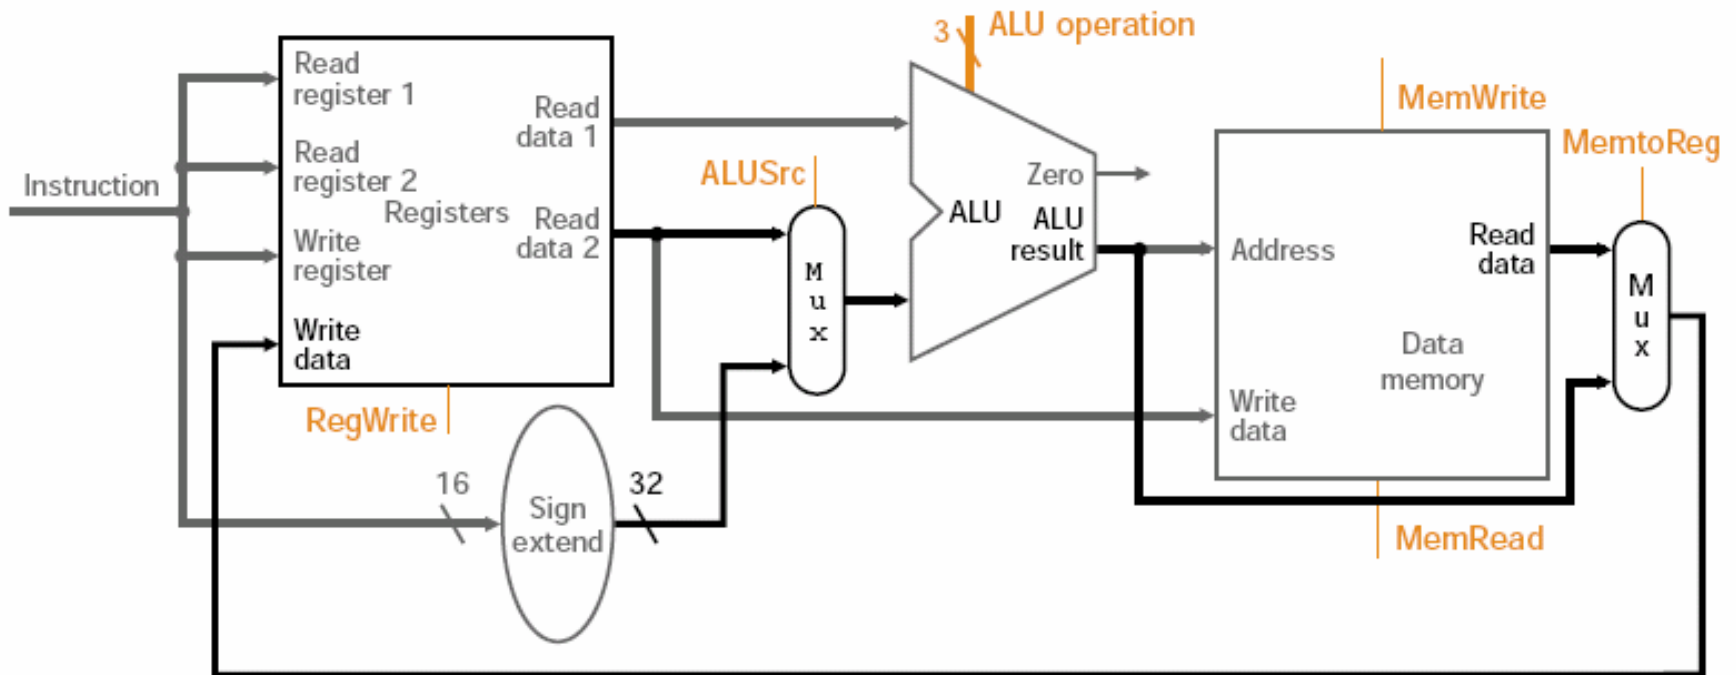 3
ALU operation
Read
register 1
Read
data 1
MemWrite
MemtoReg
Read
register 2
Instruction
Registers
ALUSrc
Zero
ALU
ALU
result
Read
data 2
Write
register
M
u
x
Address
Read
data
M
u
x
Write
data
Data
memory
RegWrite
Write
data
16
32
Sign
extend
MemRead